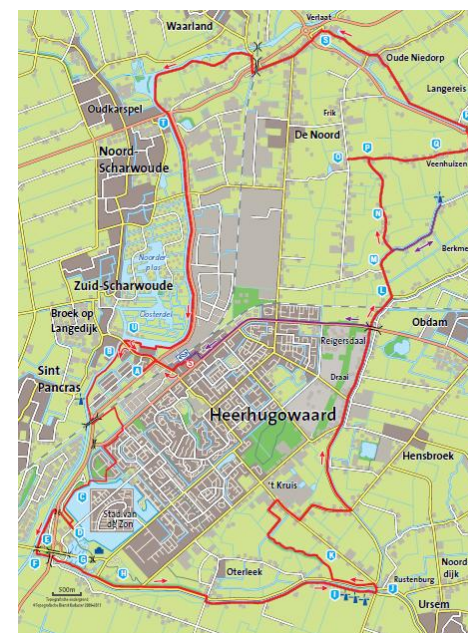 Waarland
Verlaat
S
Oude Niedorp
Langereis
Oudkarspel
T
Frik
De Noord
Noord-
Scharwoude
O
P
Q
Veenhuizen
N
Noorder
plas
M
Berkme
Zuid-Scharwoude
L
Oosterdel
Broek op
Langedijk
U
Obdam
B
A
Reigersdaal
Sint
Pancras
Draai
Heerhugowaard
Hensbroek
't Kruis
C
Stad van
de Zon
D
E
F
G
H
K
Oterleek
Noord
dijk
Rustenburg
I
J
500m
Ursem